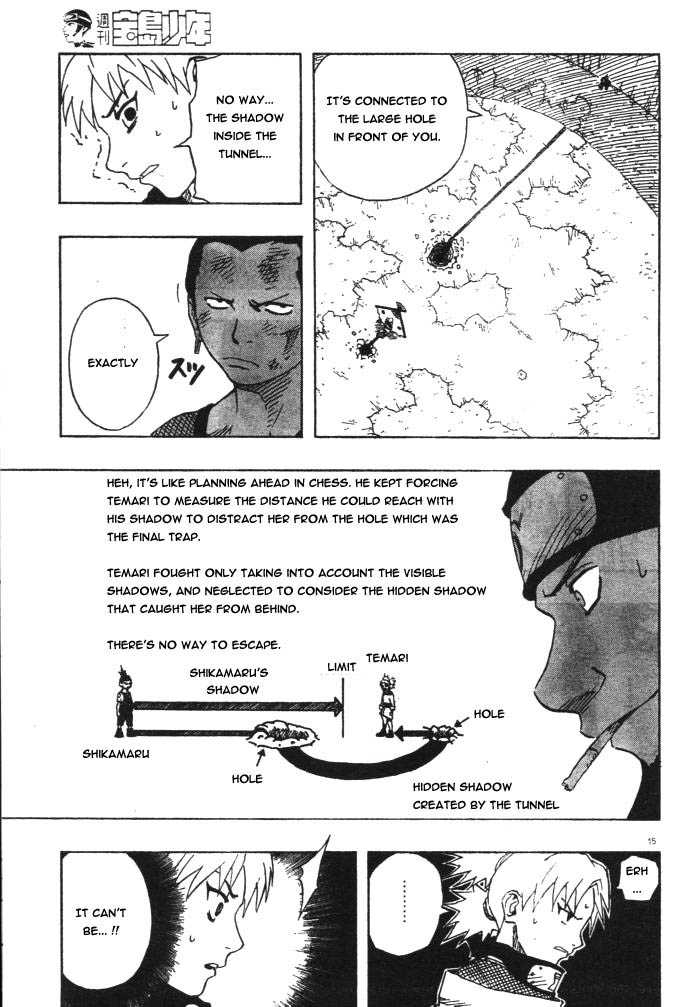 週刊
宝島少年
IT'S CONNECTED TO
THE LARGE HOLE
IN FRONT OF YOU.
NO WAY...
THE SHADOW
INSIDE THE
TUNNEL...
EXACTLY
ズッ
HEH, IT'S LIKE PLANNING AHEAD IN CHESS. HE KEPT FORCING
TEMARI TO MEASURE THE DISTANCE HE COULD REACH WITH
HIS SHADOW TO DISTRACT HER FROM THE HOLE WHICH WAS
THE FINAL TRAP.
TEMARI FOUGHT ONLY TAKING INTO ACCOUNT THE VISIBLE
SHADOWS, AND NEGLECTED TO CONSIDER THE HIDDEN SHADOW
THAT CAUGHT HER FROM BEHIND.
THERE'S NO WAY TO ESCAPE.
SHIKAMARU'S
SHADOW
LIMIT
TEMARI
HOLE
SHIKAMARU
HOLE
HIDDEN SHADOW
CREATED BY THE TUNNEL
15
ERH
...
.........
IT CAN'T
BE... !!